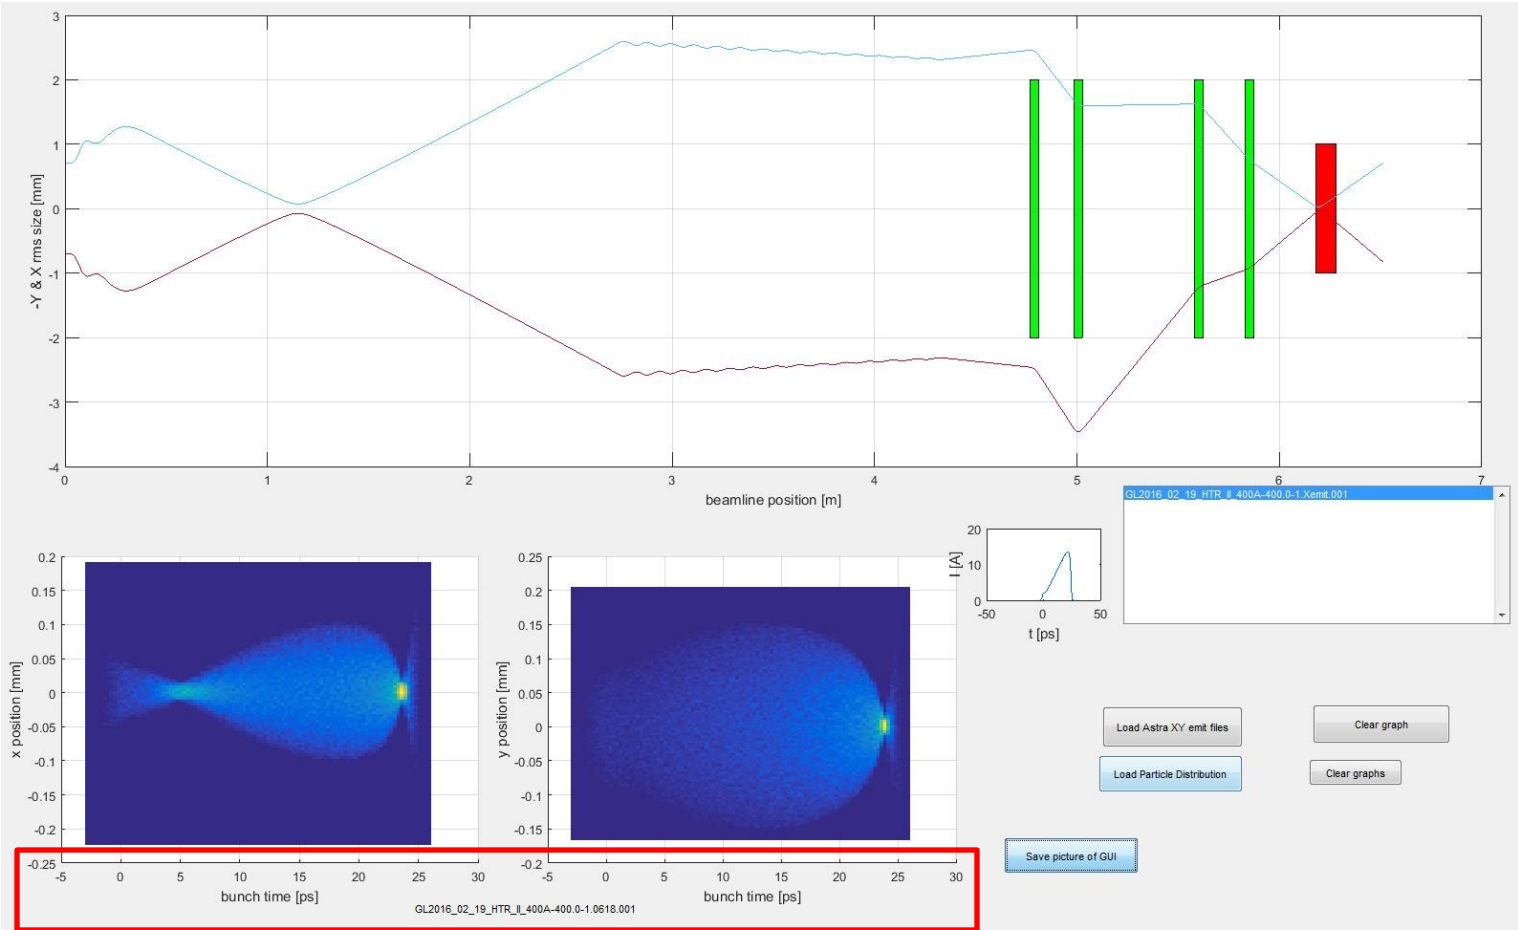 3
2
1
0
-1
-2
-3
-4
-Y & X rms size [mm]
0 1 2 3 4 5 6 7
beamline position [m]
GL2016_02_19_HTR_II_400A-400.0-1.Xemit.001
20
10
0
I [A]
-50 0 50
t [ps]
0.2
0.15
0.1
0.05
0
-0.05
-0.1
-0.15
-0.2
-0.25
x position [mm]
-5 0 5 10 15 20 25 30
bunch time [ps]
0.25
0.2
0.15
0.1
0.05
0
-0.05
-0.1
-0.15
-0.2
y position [mm]
-5 0 5 10 15 20 25 30
bunch time [ps]
GL2016_02_19_HTR_II_400A-400.0-1.0618.001
Load Astra XY emit files
Clear graph
Load Particle Distribution
Clear graphs
Save picture of GUI